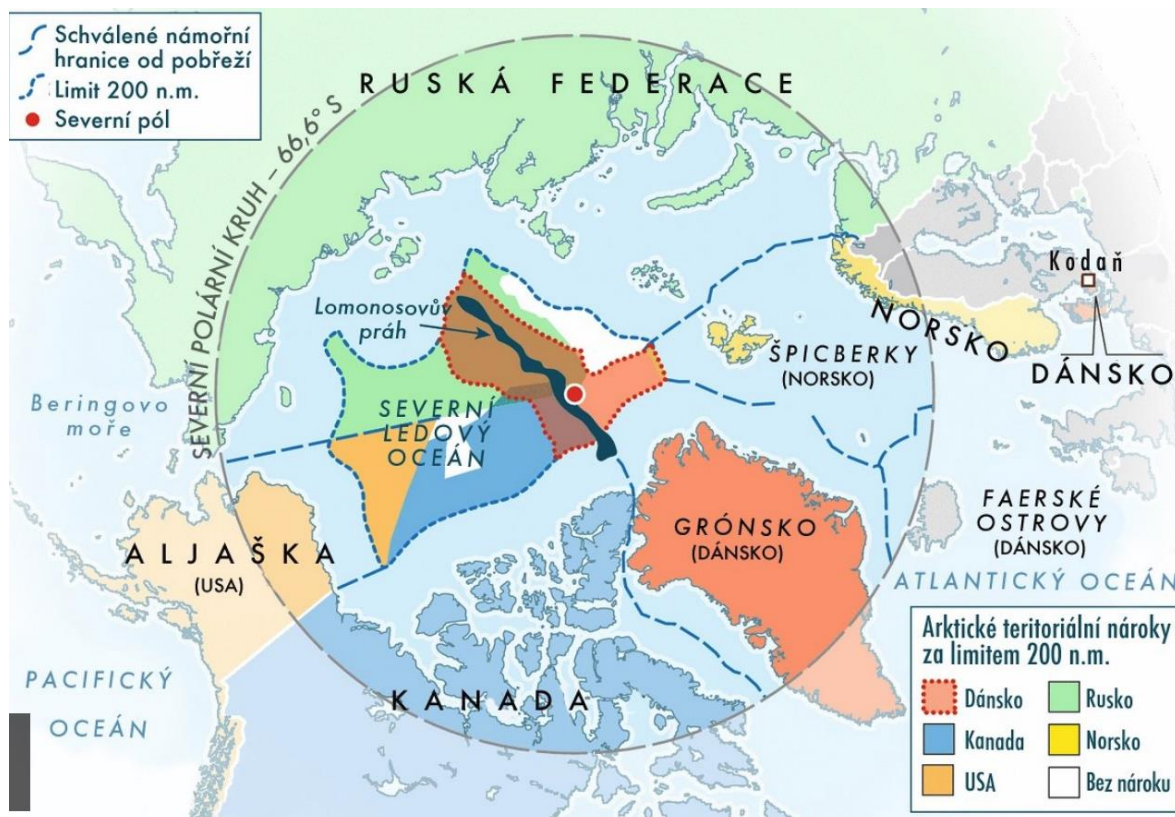 Schválené námořní
hranice od pobřeží
Limit 200 n.m.
Severní pól
RUSKÁ FEDERACE
SEVERNÍ POLÁRNÍ KRUH – 66,6° S
Lomonosovův
práh
Kodaň
NORSKO
ŠPICBERKY
(NORSKO)
DÁNSKO
Beringovo
moře
SEVERNÍ
LEDOVÝ
OCEÁN
ALJAŠKA
(USA)
GRÓNSKO
(DÁNSKO)
FAERSKÉ
OSTROVY
(DÁNSKO)
ATLANTICKÝ OCEÁN
PACIFICKÝ
OCEÁN
KANADA
Arktické teritoriální nároky
za limitem 200 n.m.
Dánsko
Rusko
Kanada
Norsko
USA
Bez nároku